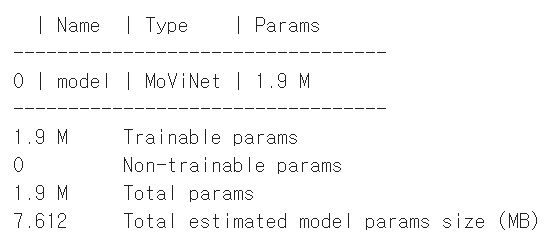 | Name  | Type    | Params
----------------------------------
0 | model | MoViNet | 1.9 M
----------------------------------
1.9 M     Trainable params
0         Non-trainable params
1.9 M     Total params
7.612     Total estimated model params size (MB)